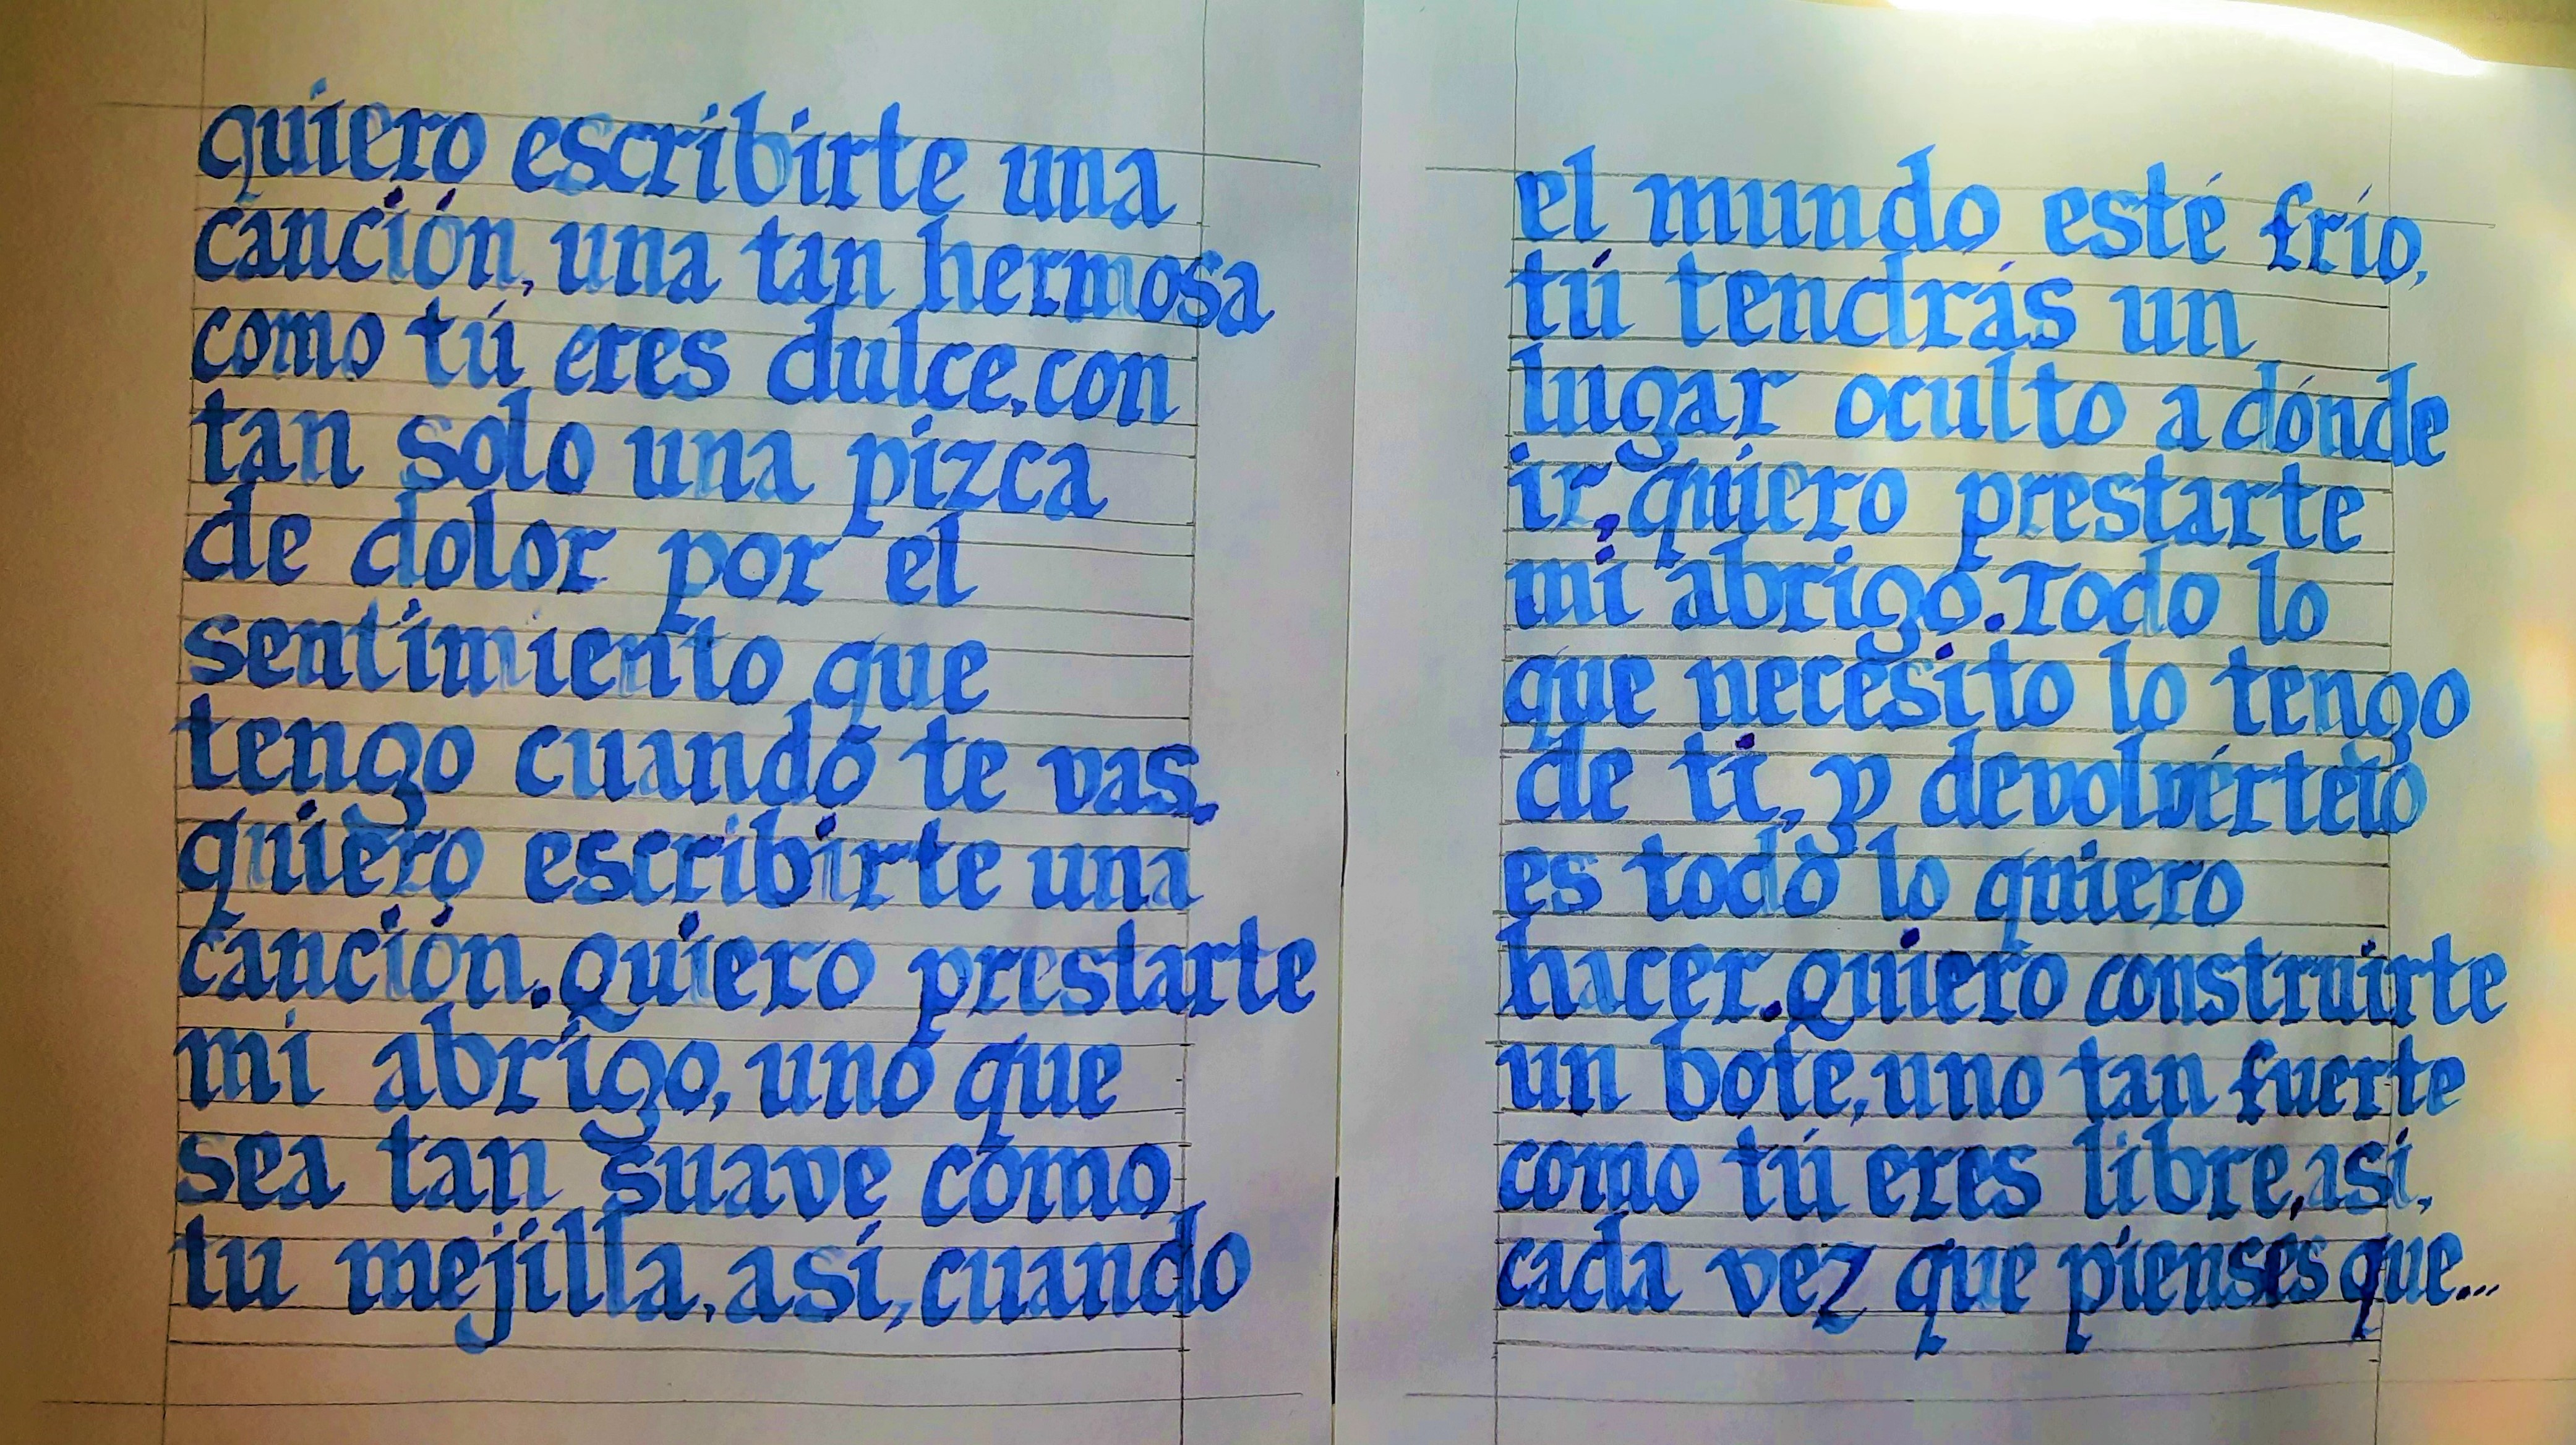 quiero escribirte una
canción, una tan hermosa
como tú eres dulce, con
tan solo una pizca
de dolor por el
sentimiento que
tengo cuando te vas.
quiero escribirte una
canción. Quiero prestarte
mi abrigo, uno que
sea tan suave como
tu mejilla, así, cuando
el mundo esté frío,
tú tendrás un
lugar oculto a dónde
ir, quiero prestarte
mi abrigo. Todo lo
que necesito lo tengo
de ti, y devolvértelo
es todo lo quiero
hacer. Quiero construirte
un bote, uno tan fuerte
como tú eres libre, así,
cada vez que pienses que...